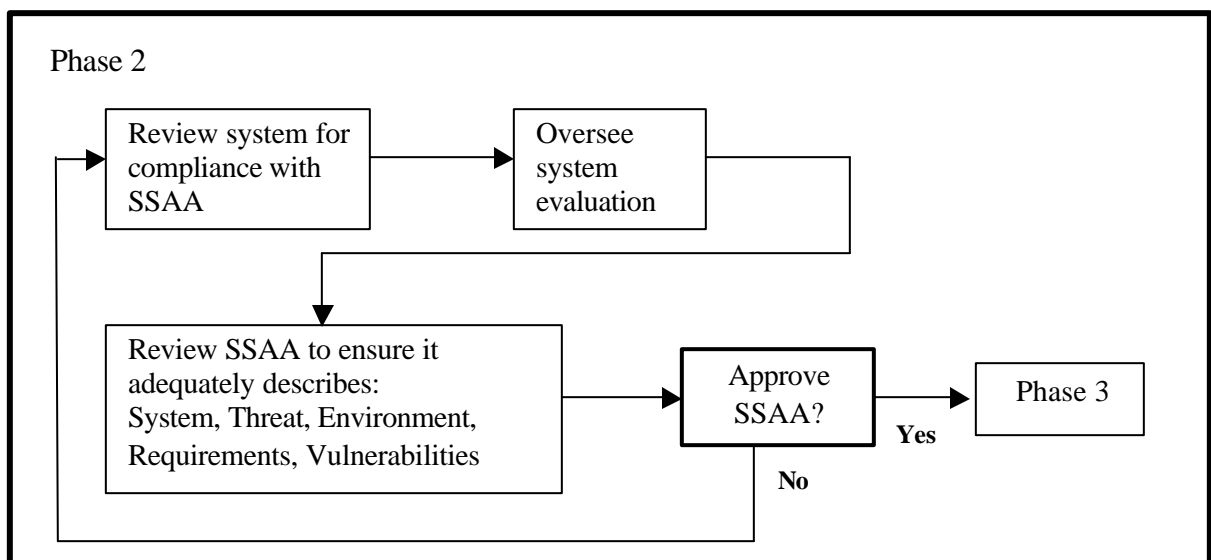 Phase 2
Review system for
compliance with
SSAA
Oversee
system
evaluation
Review SSAA to ensure it
adequately describes:
System, Threat, Environment,
Requirements, Vulnerabilities
Approve
SSAA?
Phase 3
Yes
No